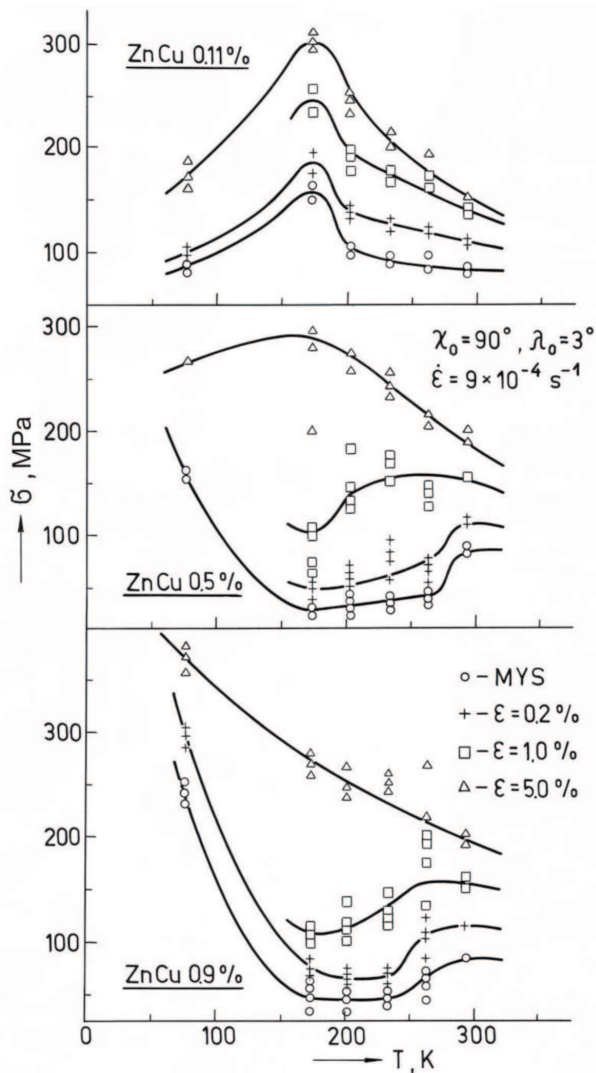 ZnCu 0.11%
300
200
100
χ₀=90°, λ₀=3°
ε̇ = 9×10⁻⁴ s⁻¹
300
200
100
ZnCu 0.5%
⟶ σ, MPa
○ – MYS
+ – ε=0.2%
□ – ε=1.0%
△ – ε=5.0%
300
200
100
ZnCu 0.9%
0 100 200 300
⟶ T, K